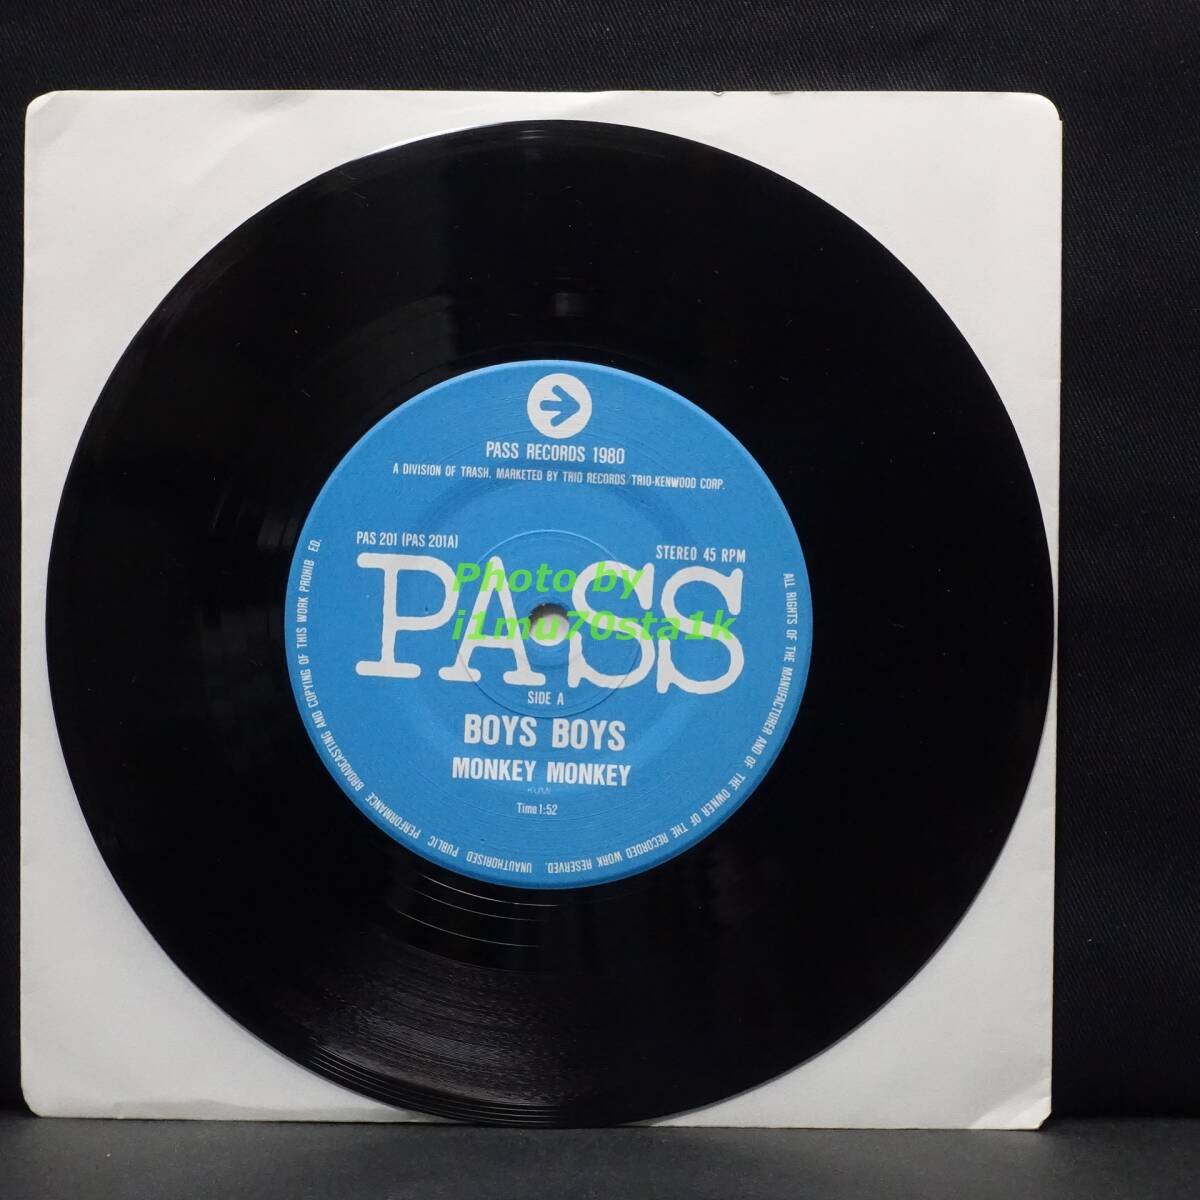 PASS RECORDS 1980
A DIVISION OF TRASH. MARKETED BY TRIO RECORDS/TRIO-KENWOOD CORP.
PAS 201 (PAS 201A)
STEREO 45 RPM
PASS
Photo by
i1mu70sta1k
SIDE A
BOYS BOYS
MONKEY MONKEY
Time 1:52
ALL RIGHTS OF THE MANUFACTURER AND OF THE OWNER OF THE RECORDED WORK RESERVED.
UNAUTHORISED PUBLIC PERFORMANCE BROADCASTING AND COPYING OF THIS WORK PROHIB ED.